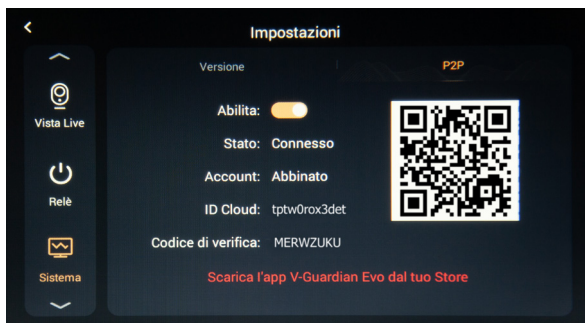 Impostazioni
Versione
P2P
Vista Live
Abilita:
Stato: Connesso
Relè
Account: Abbinato
ID Cloud: tptw0rox3det
Codice di verifica: MERWZUKU
Sistema
Scarica l'app V-Guardian Evo dal tuo Store